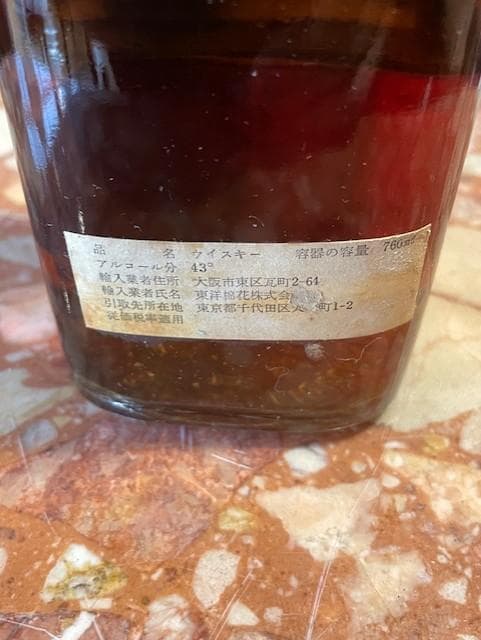 品 名 ウイスキー 容器の容量 760ml
アルコール分 43°
輸入業者住所 大阪市東区瓦町2-64
輸入業者氏名 東洋棉花株式会
引取先所在地 東京都千代田区大 町1-2
従価税率適用